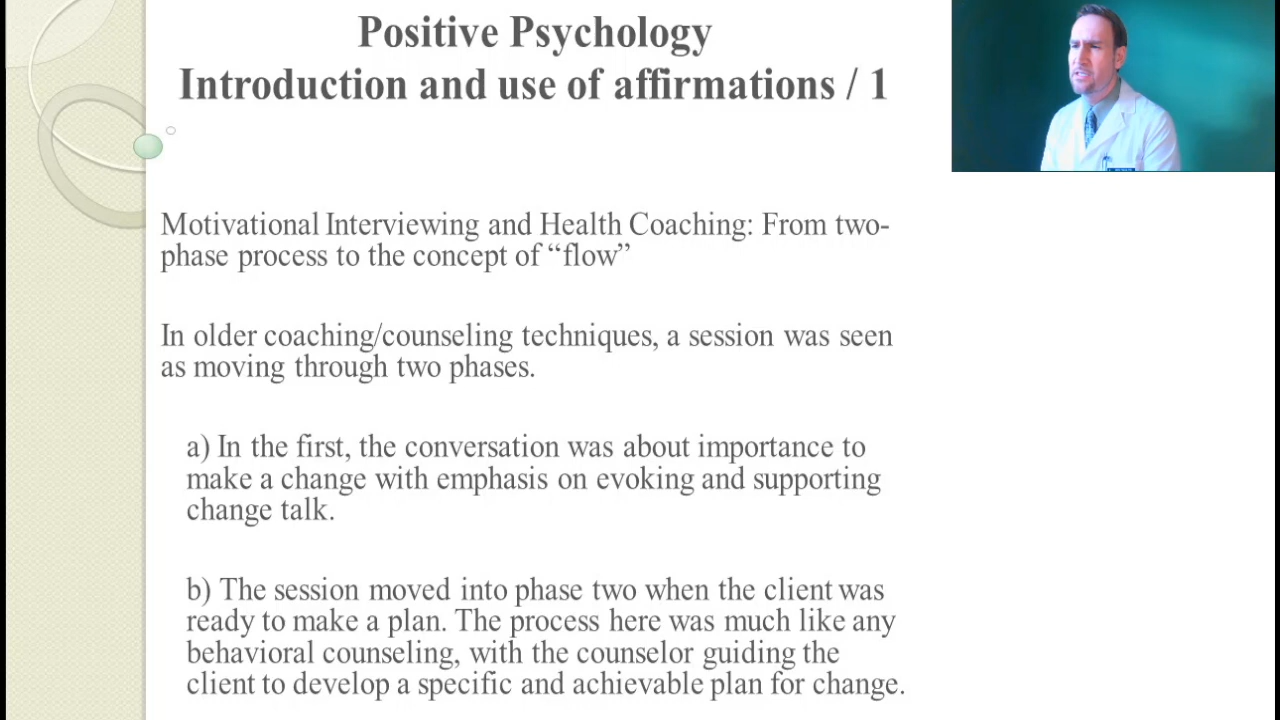 Positive Psychology
Introduction and use of affirmations / 1
Motivational Interviewing and Health Coaching: From two-
phase process to the concept of “flow”
In older coaching/counseling techniques, a session was seen
as moving through two phases.
a) In the first, the conversation was about importance to
make a change with emphasis on evoking and supporting
change talk.
b) The session moved into phase two when the client was
ready to make a plan. The process here was much like any
behavioral counseling, with the counselor guiding the
client to develop a specific and achievable plan for change.